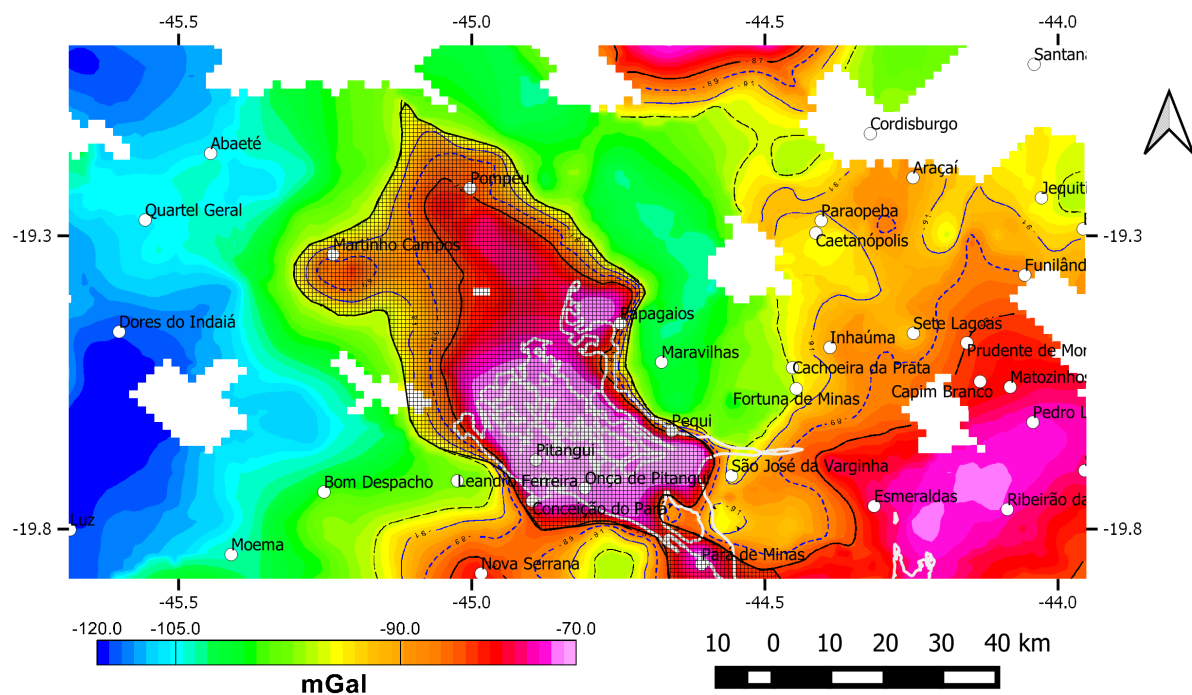 -45.5 -45.0 -44.5 -44.0
Santan
Cordisburgo
Abaeté
Araçaí
Pompéu
Jequiti
Quartel Geral
Paraopeba
-19.3 -19.3
Caetanópolis
Martinho Campos
Funilând
Papagaios
Dores do Indaiá
Sete Lagoas
Inhaúma
Prudente de Mor
Maravilhas
Cachoeira da Prata
Matozinhos
Capim Branco
Fortuna de Minas
Pedro L
Pequi
Pitangui
São José da Varginha
Bom Despacho
Leandro Ferreira
Onça de Pitangui
Esmeraldas
Ribeirão da
Conceição do Pará
Luz
-19.8 -19.8
Moema
Pará de Minas
Nova Serrana
-45.5 -45.0 -44.5 -44.0
-120.0 -105.0 -90.0 -70.0
mGal
10 0 10 20 30 40 km
-87
-89
-91